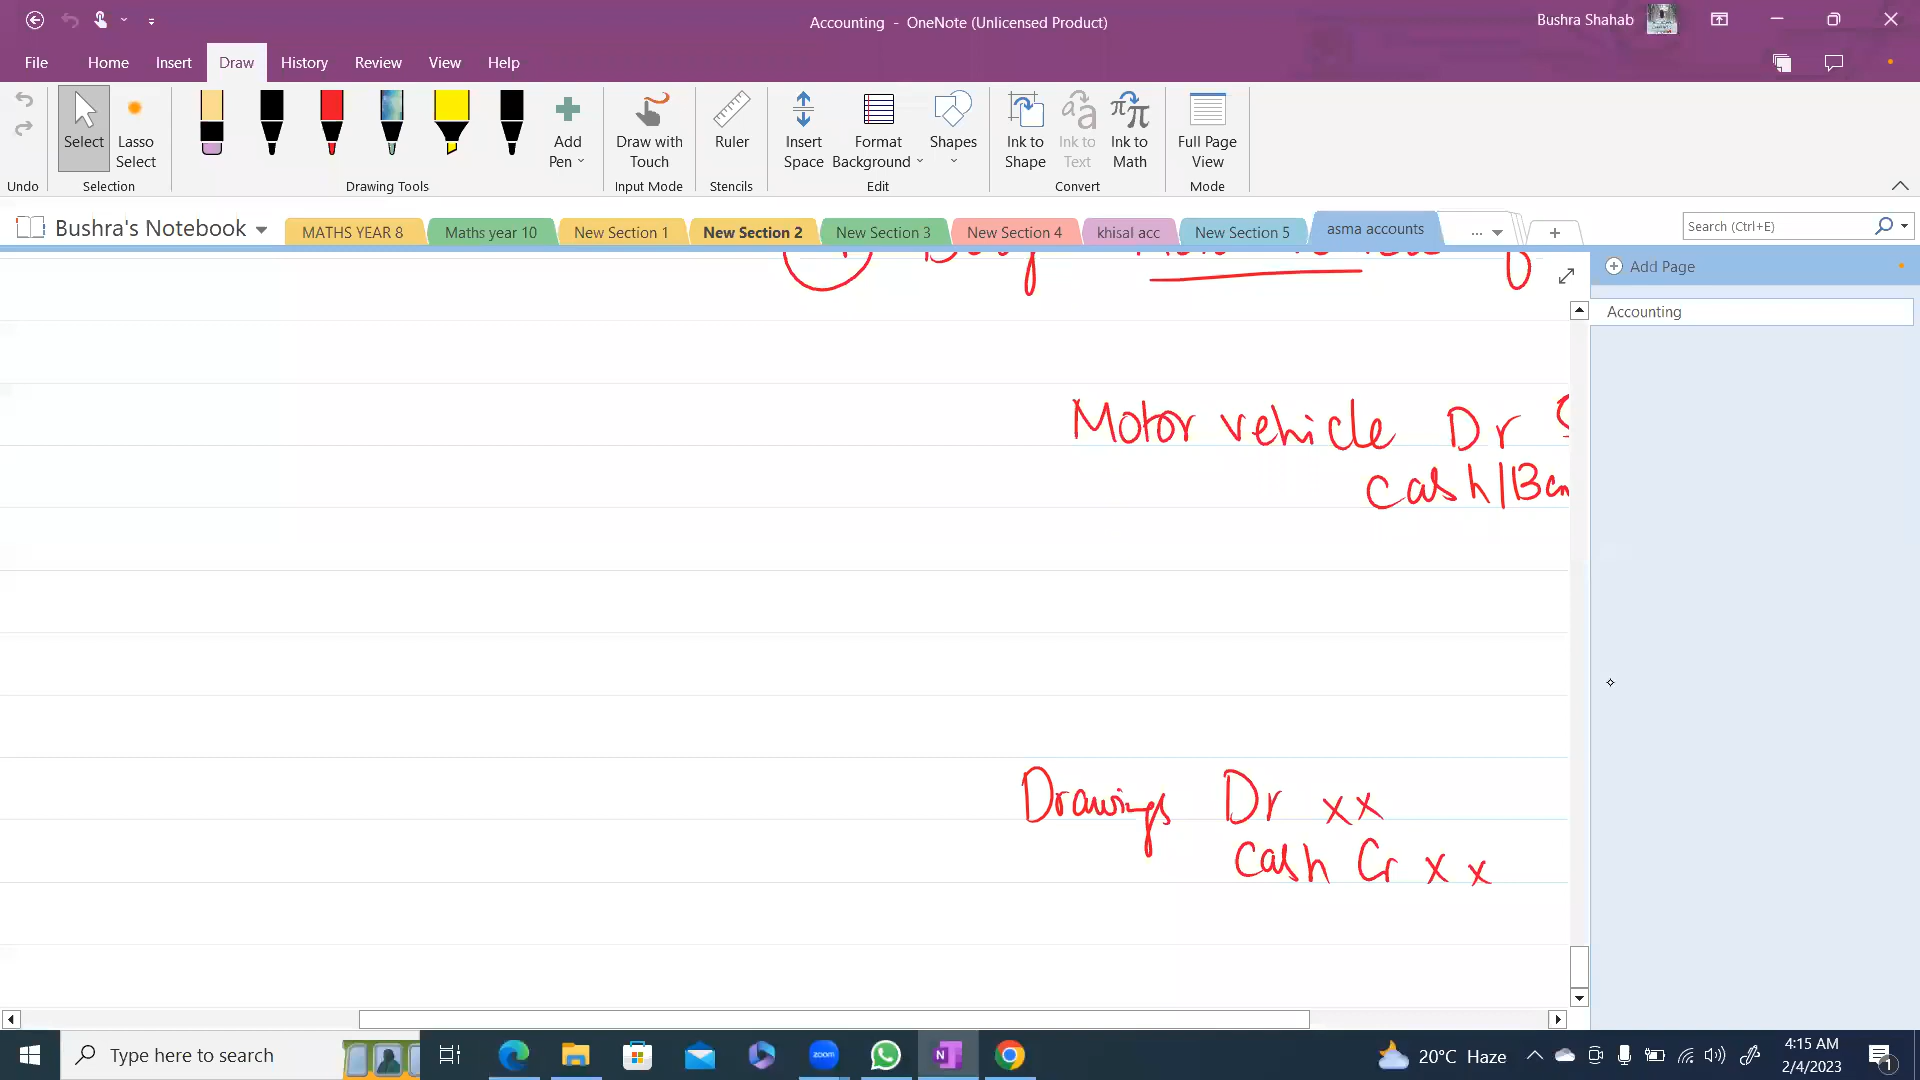 Accounting - OneNote (Unlicensed Product)
Bushra Shahab
File Home Insert Draw History Review View Help
Select
Lasso Select
Add Pen
Draw with Touch
Ruler
Insert Space
Format Background
Shapes
Ink to Shape
Ink to Text
Ink to Math
Full Page View
Undo Selection Drawing Tools Input Mode Stencils Edit Convert Mode
Bushra's Notebook MATHS YEAR 8 Maths year 10 New Section 1 New Section 2 New Section 3 New Section 4 khisal acc New Section 5 asma accounts ... Search (Ctrl+E)
Add Page
Accounting
Motor vehicle Dr
cash/Ban
Drawings Dr xx
Cash Cr x x
Type here to search
zoom
20°C Haze
4:15 AM
2/4/2023
1